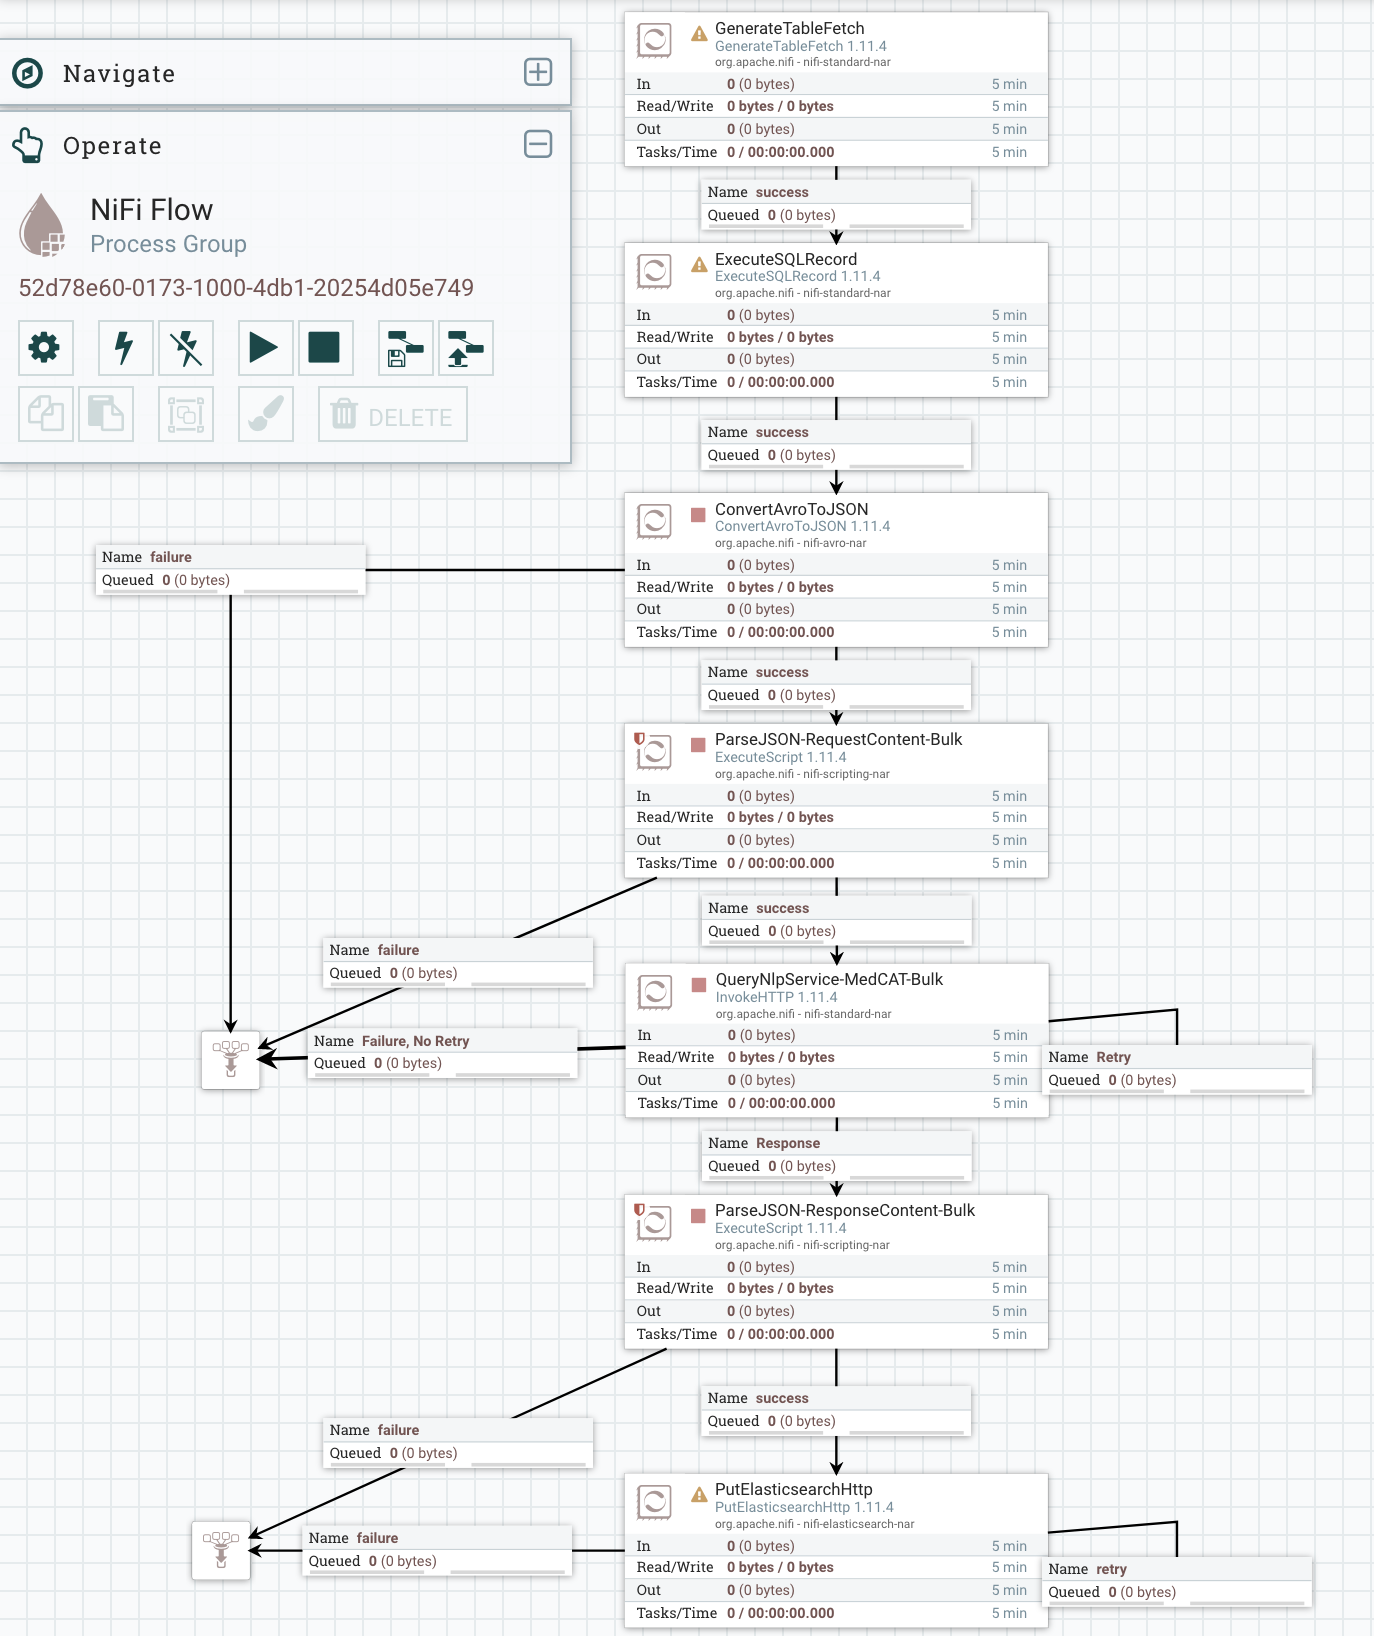 Navigate
Operate
NiFi Flow
Process Group
52d78e60-0173-1000-4db1-20254d05e749
DELETE
GenerateTableFetch
GenerateTableFetch 1.11.4
org.apache.nifi - nifi-standard-nar
In 0 (0 bytes) 5 min
Read/Write 0 bytes / 0 bytes 5 min
Out 0 (0 bytes) 5 min
Tasks/Time 0 / 00:00:00.000 5 min
Name success
Queued 0 (0 bytes)
ExecuteSQLRecord
ExecuteSQLRecord 1.11.4
org.apache.nifi - nifi-standard-nar
In 0 (0 bytes) 5 min
Read/Write 0 bytes / 0 bytes 5 min
Out 0 (0 bytes) 5 min
Tasks/Time 0 / 00:00:00.000 5 min
Name success
Queued 0 (0 bytes)
ConvertAvroToJSON
ConvertAvroToJSON 1.11.4
org.apache.nifi - nifi-avro-nar
In 0 (0 bytes) 5 min
Read/Write 0 bytes / 0 bytes 5 min
Out 0 (0 bytes) 5 min
Tasks/Time 0 / 00:00:00.000 5 min
Name failure
Queued 0 (0 bytes)
Name success
Queued 0 (0 bytes)
ParseJSON-RequestContent-Bulk
ExecuteScript 1.11.4
org.apache.nifi - nifi-scripting-nar
In 0 (0 bytes) 5 min
Read/Write 0 bytes / 0 bytes 5 min
Out 0 (0 bytes) 5 min
Tasks/Time 0 / 00:00:00.000 5 min
Name success
Queued 0 (0 bytes)
Name failure
Queued 0 (0 bytes)
QueryNlpService-MedCAT-Bulk
InvokeHTTP 1.11.4
org.apache.nifi - nifi-standard-nar
In 0 (0 bytes) 5 min
Read/Write 0 bytes / 0 bytes 5 min
Out 0 (0 bytes) 5 min
Tasks/Time 0 / 00:00:00.000 5 min
Name Failure, No Retry
Queued 0 (0 bytes)
Name Retry
Queued 0 (0 bytes)
Name Response
Queued 0 (0 bytes)
ParseJSON-ResponseContent-Bulk
ExecuteScript 1.11.4
org.apache.nifi - nifi-scripting-nar
In 0 (0 bytes) 5 min
Read/Write 0 bytes / 0 bytes 5 min
Out 0 (0 bytes) 5 min
Tasks/Time 0 / 00:00:00.000 5 min
Name success
Queued 0 (0 bytes)
Name failure
Queued 0 (0 bytes)
PutElasticsearchHttp
PutElasticsearchHttp 1.11.4
org.apache.nifi - nifi-elasticsearch-nar
In 0 (0 bytes) 5 min
Read/Write 0 bytes / 0 bytes 5 min
Out 0 (0 bytes) 5 min
Tasks/Time 0 / 00:00:00.000 5 min
Name failure
Queued 0 (0 bytes)
Name retry
Queued 0 (0 bytes)